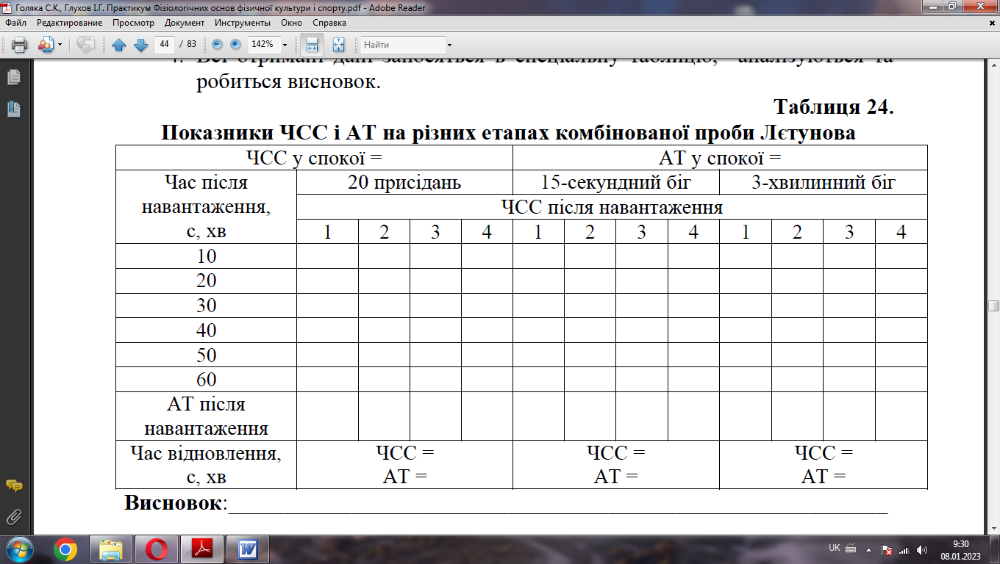 Голяка С.К., Глухов І.Г. Практикум Фізіологічних основ фізичної культури і спорту.pdf - Adobe Reader
Файл Редактирование Просмотр Документ Инструменты Окно Справка
44 / 83 142% Найти
4. Всі отримані дані заносяться в спеціальну таблицю, аналізуються та
робиться висновок.
Таблиця 24.
Показники ЧСС і АТ на різних етапах комбінованої проби Лєтунова
ЧСС у спокої = АТ у спокої =
Час після 20 присідань 15-секундний біг 3-хвилинний біг
навантаження, ЧСС після навантаження
с, хв 1 2 3 4 1 2 3 4 1 2 3 4
10
20
30
40
50
60
АТ після
навантаження
Час відновлення, ЧСС = ЧСС = ЧСС =
с, хв АТ = АТ = АТ =
Висновок:
UK 9:30
08.01.2023